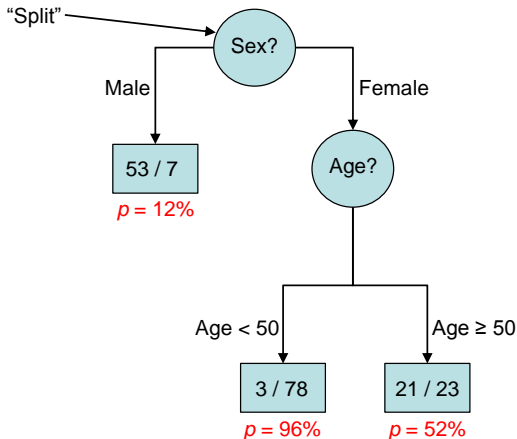 “Split”
Sex?
Male
Female
53 / 7
p = 12%
Age?
Age < 50
Age ≥ 50
3 / 78
21 / 23
p = 96%
p = 52%